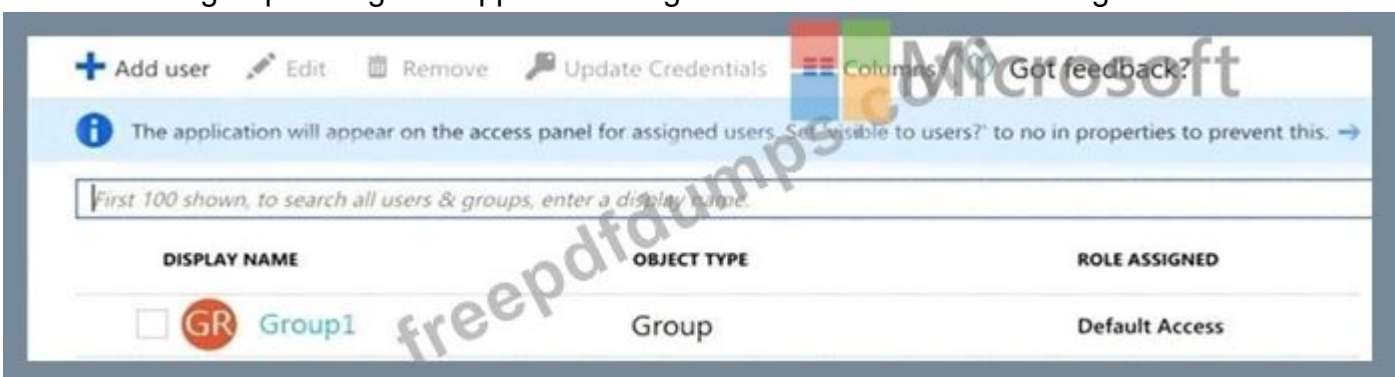 + Add user Edit Remove Update Credentials Columns Got feedback?
Microsoft
The application will appear on the access panel for assigned users. Set 'visible to users?' to no in properties to prevent this. →
First 100 shown, to search all users & groups, enter a display name.
DISPLAY NAME OBJECT TYPE ROLE ASSIGNED
GR Group1 Group Default Access
freepdfdumps.co